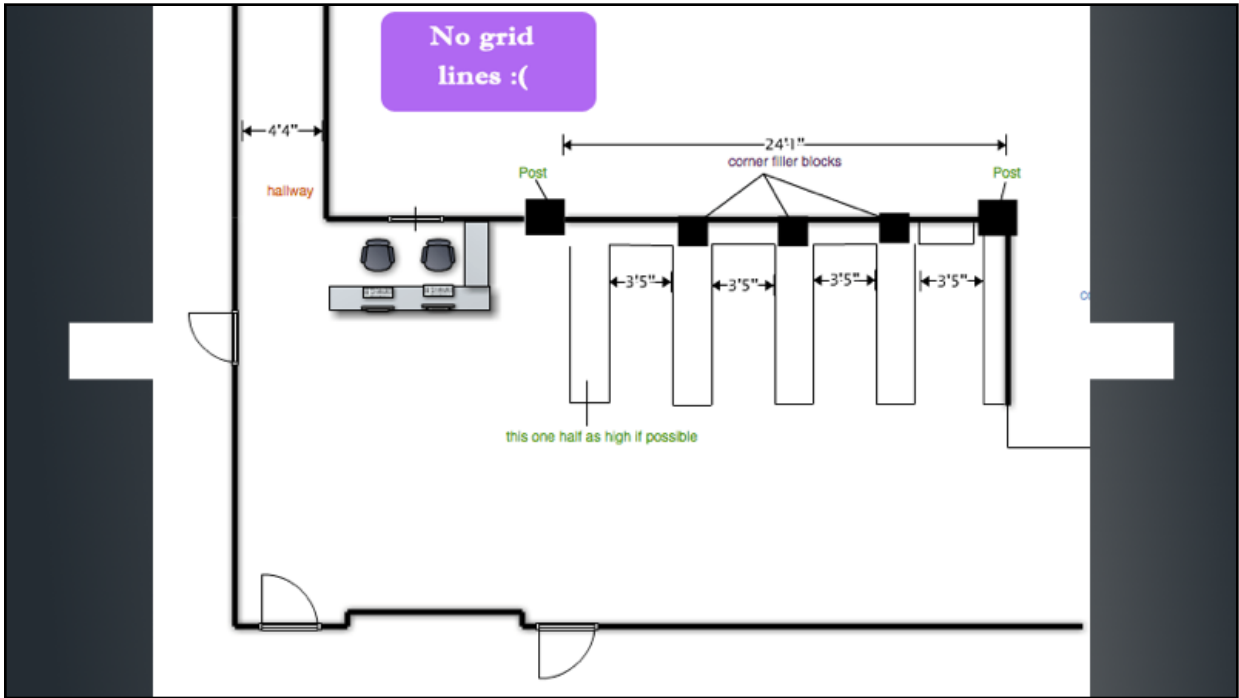 No grid
lines :(
4'4"
24'1"
corner filler blocks
Post
Post
hallway
3'5"
3'5"
3'5"
3'5"
this one half as high if possible